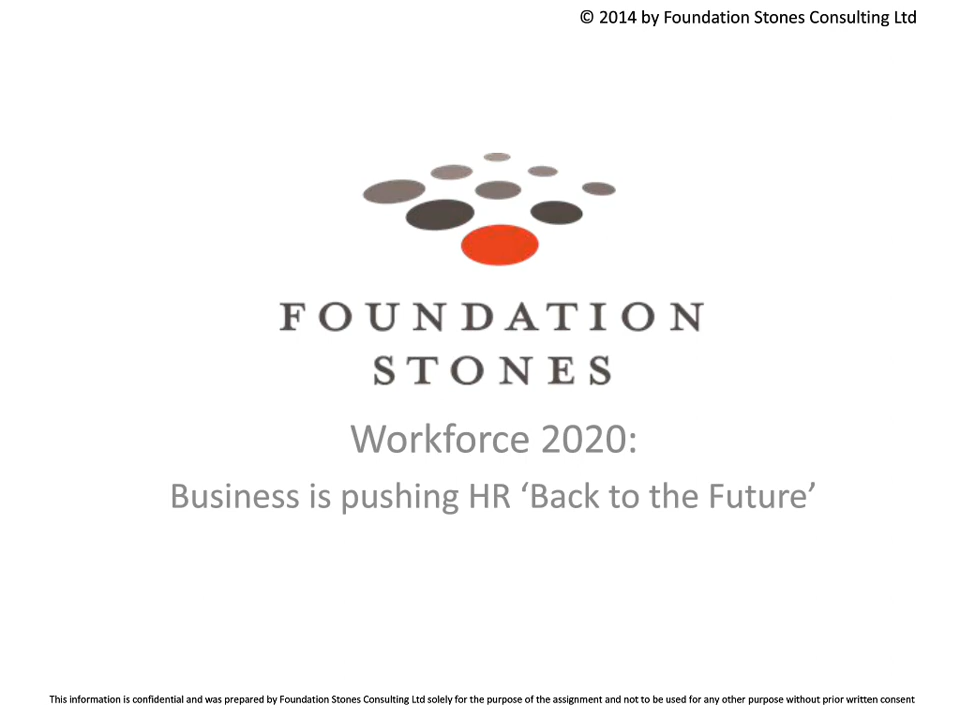 © 2014 by Foundation Stones Consulting Ltd
FOUNDATION
STONES
Workforce 2020:
Business is pushing HR ‘Back to the Future’
This information is confidential and was prepared by Foundation Stones Consulting Ltd solely for the purpose of the assignment and not to be used for any other purpose without prior written consent